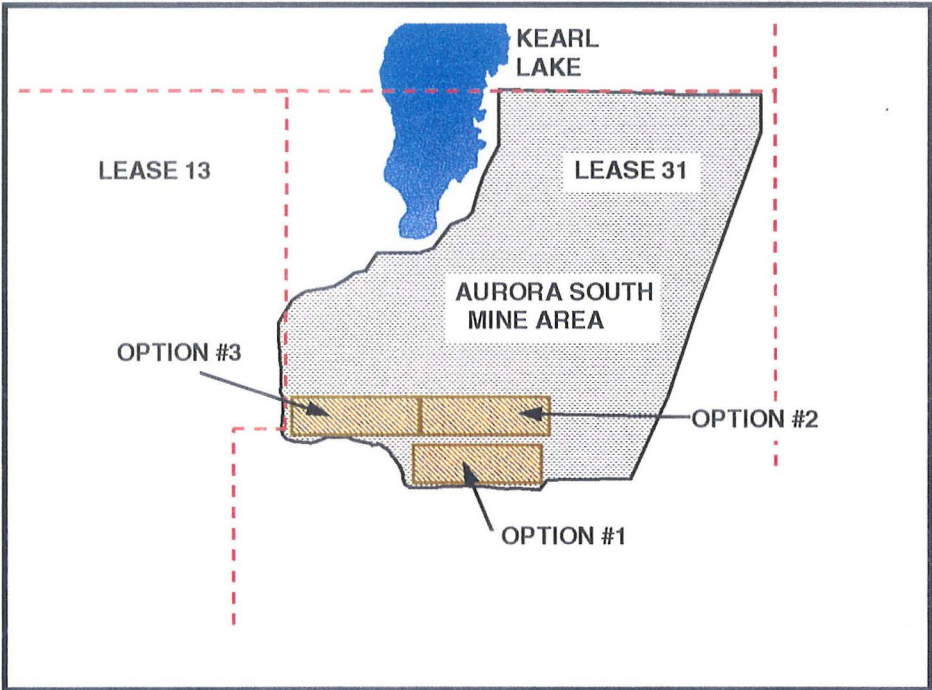 KEARL
LAKE
LEASE 13
LEASE 31
AURORA SOUTH
MINE AREA
OPTION #3
OPTION #2
OPTION #1